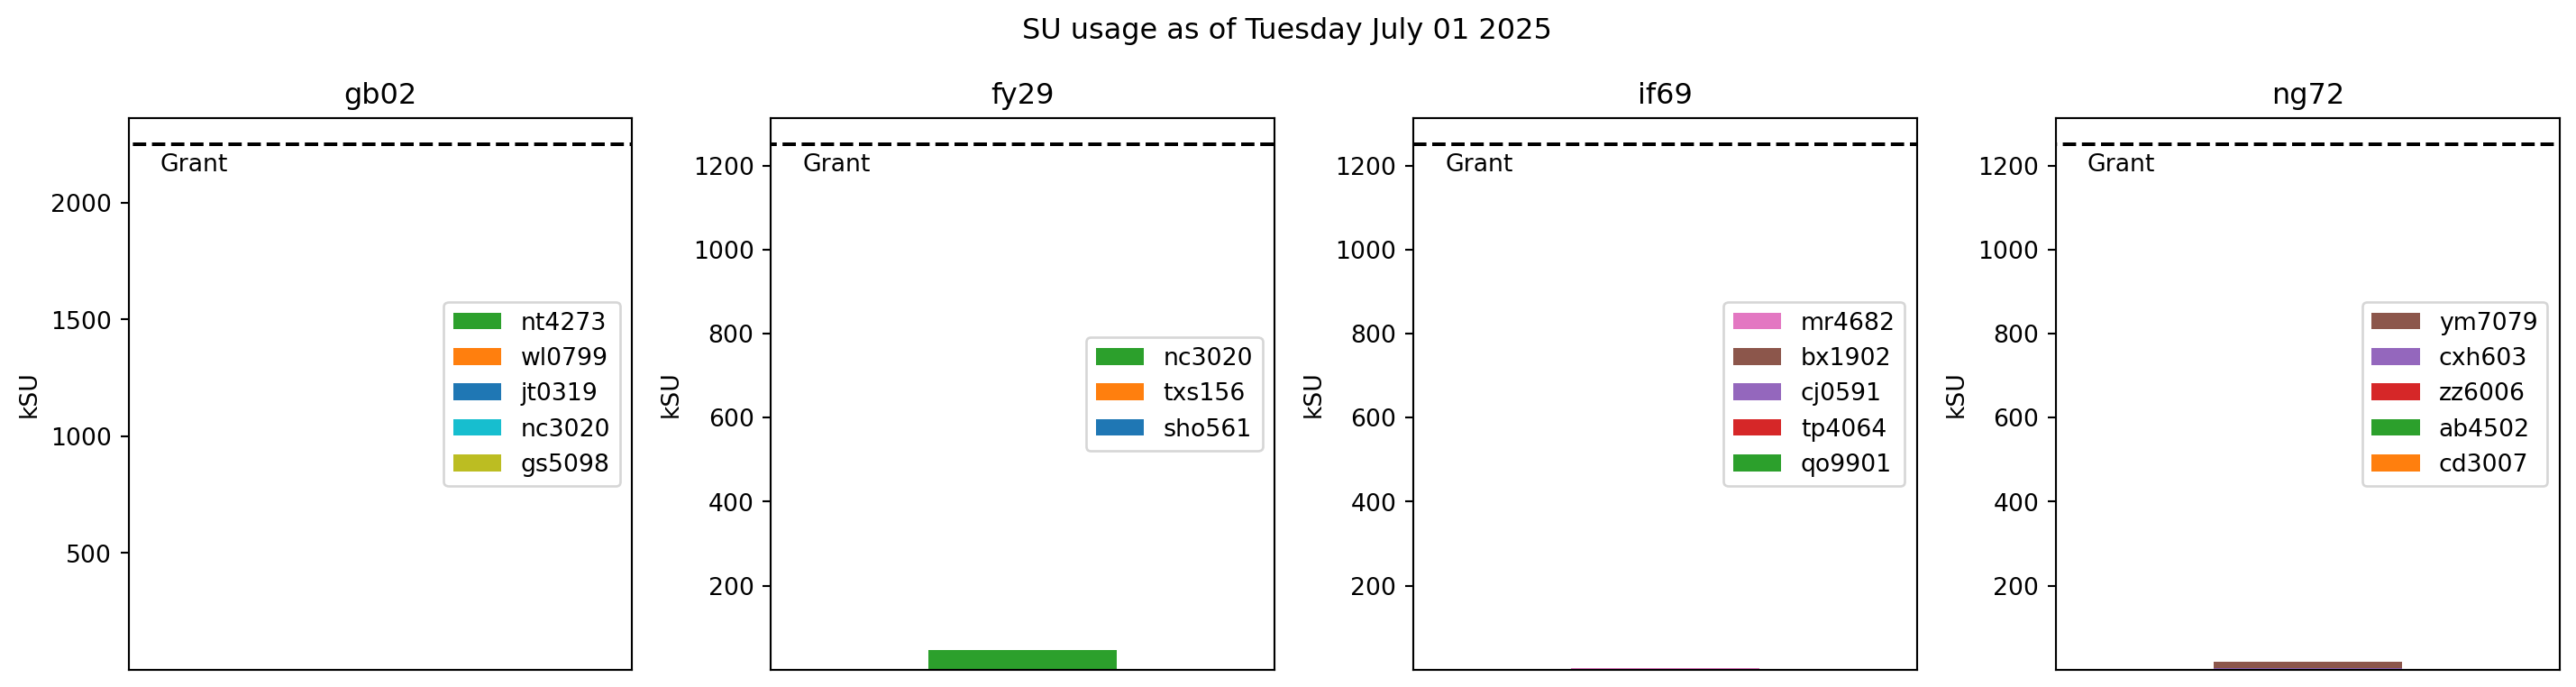 SU usage as of Tuesday July 01 2025
gb02
kSU
2000
1500
1000
500
Grant
nt4273
wl0799
jt0319
nc3020
gs5098
fy29
kSU
1200
1000
800
600
400
200
Grant
nc3020
txs156
sho561
if69
kSU
1200
1000
800
600
400
200
Grant
mr4682
bx1902
cj0591
tp4064
qo9901
ng72
kSU
1200
1000
800
600
400
200
Grant
ym7079
cxh603
zz6006
ab4502
cd3007